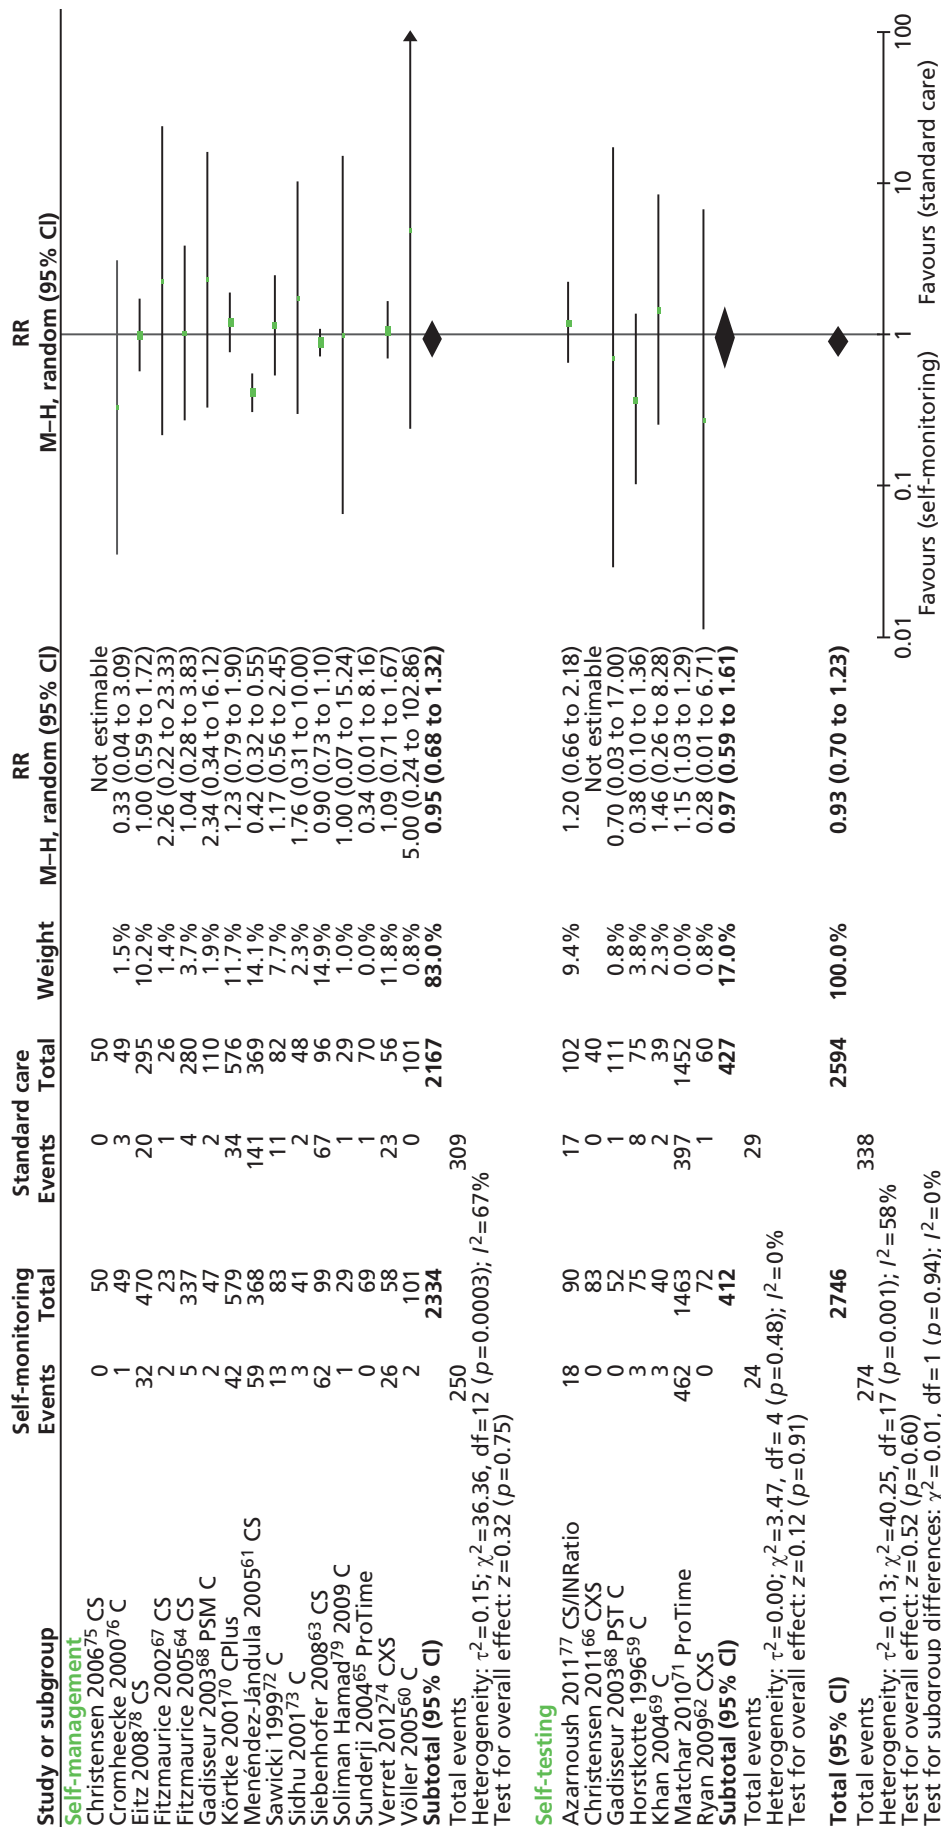 Self-monitoring Standard care RR RR
Study or subgroup Events Total Events Total Weight M–H, random (95% CI) M–H, random (95% CI)
Self-management
Christensen 2006⁷⁵ CS 0 50 0 50 Not estimable
Cromheecke 2000⁷⁶ C 1 49 3 49 1.5% 0.33 (0.04 to 3.09)
Eitz 2008⁷⁸ CS 32 470 20 295 10.2% 1.00 (0.59 to 1.72)
Fitzmaurice 2002⁶⁷ CS 2 23 1 26 1.4% 2.26 (0.22 to 23.33)
Fitzmaurice 2005⁶⁴ CS 5 337 4 280 3.7% 1.04 (0.28 to 3.83)
Gadisseur 2003⁶⁸ PSM C 2 47 2 110 1.9% 2.34 (0.34 to 16.12)
Körtke 2001⁷⁰ CPlus 42 579 34 576 11.7% 1.23 (0.79 to 1.90)
Menéndez-Jándula 2005⁶¹ CS 59 368 141 369 14.1% 0.42 (0.32 to 0.55)
Sawicki 1999⁷² C 13 83 11 82 7.7% 1.17 (0.56 to 2.45)
Sidhu 2001⁷³ C 3 41 2 48 2.3% 1.76 (0.31 to 10.00)
Siebenhofer 2008⁶³ CS 62 99 67 96 14.9% 0.90 (0.73 to 1.10)
Soliman Hamad⁷⁹ 2009 C 1 29 1 29 1.0% 1.00 (0.07 to 15.24)
Sunderji 2004⁶⁵ ProTime 0 69 1 70 0.0% 0.34 (0.01 to 8.16)
Verret 2012⁷⁴ CXS 26 58 23 56 11.8% 1.09 (0.71 to 1.67)
Völler 2005⁶⁰ C 2 101 0 101 0.8% 5.00 (0.24 to 102.86)
Subtotal (95% CI) 2334 2167 83.0% 0.95 (0.68 to 1.32)
Total events 250 309
Heterogeneity: τ²=0.15; χ²=36.36, df=12 (p=0.0003); I²=67%
Test for overall effect: z=0.32 (p=0.75)
Self-testing
Azarnoush 2011⁷⁷ CS/INRatio 18 90 17 102 9.4% 1.20 (0.66 to 2.18)
Christensen 2011⁶⁶ CXS 0 83 0 40 Not estimable
Gadisseur 2003⁶⁸ PST C 0 52 1 111 0.8% 0.70 (0.03 to 17.00)
Horstkotte 1996⁵⁹ C 3 75 8 75 3.8% 0.38 (0.10 to 1.36)
Khan 2004⁶⁹ C 3 40 2 39 2.3% 1.46 (0.26 to 8.28)
Matchar 2010⁷¹ ProTime 462 1463 397 1452 0.0% 1.15 (1.03 to 1.29)
Ryan 2009⁶² CXS 0 72 1 60 0.8% 0.28 (0.01 to 6.71)
Subtotal (95% CI) 412 427 17.0% 0.97 (0.59 to 1.61)
Total events 24 29
Heterogeneity: τ²=0.00; χ²=3.47, df=4 (p=0.48); I²=0%
Test for overall effect: z=0.12 (p=0.91)
Total (95% CI) 2746 2594 100.0% 0.93 (0.70 to 1.23)
Total events 274 338
Heterogeneity: τ²=0.13; χ²=40.25, df=17 (p=0.001); I²=58%
Test for overall effect: z=0.52 (p=0.60)
Test for subgroup differences: χ²=0.01, df=1 (p=0.94); I²=0%
0.01 0.1 1 10 100
Favours (self-monitoring) Favours (standard care)